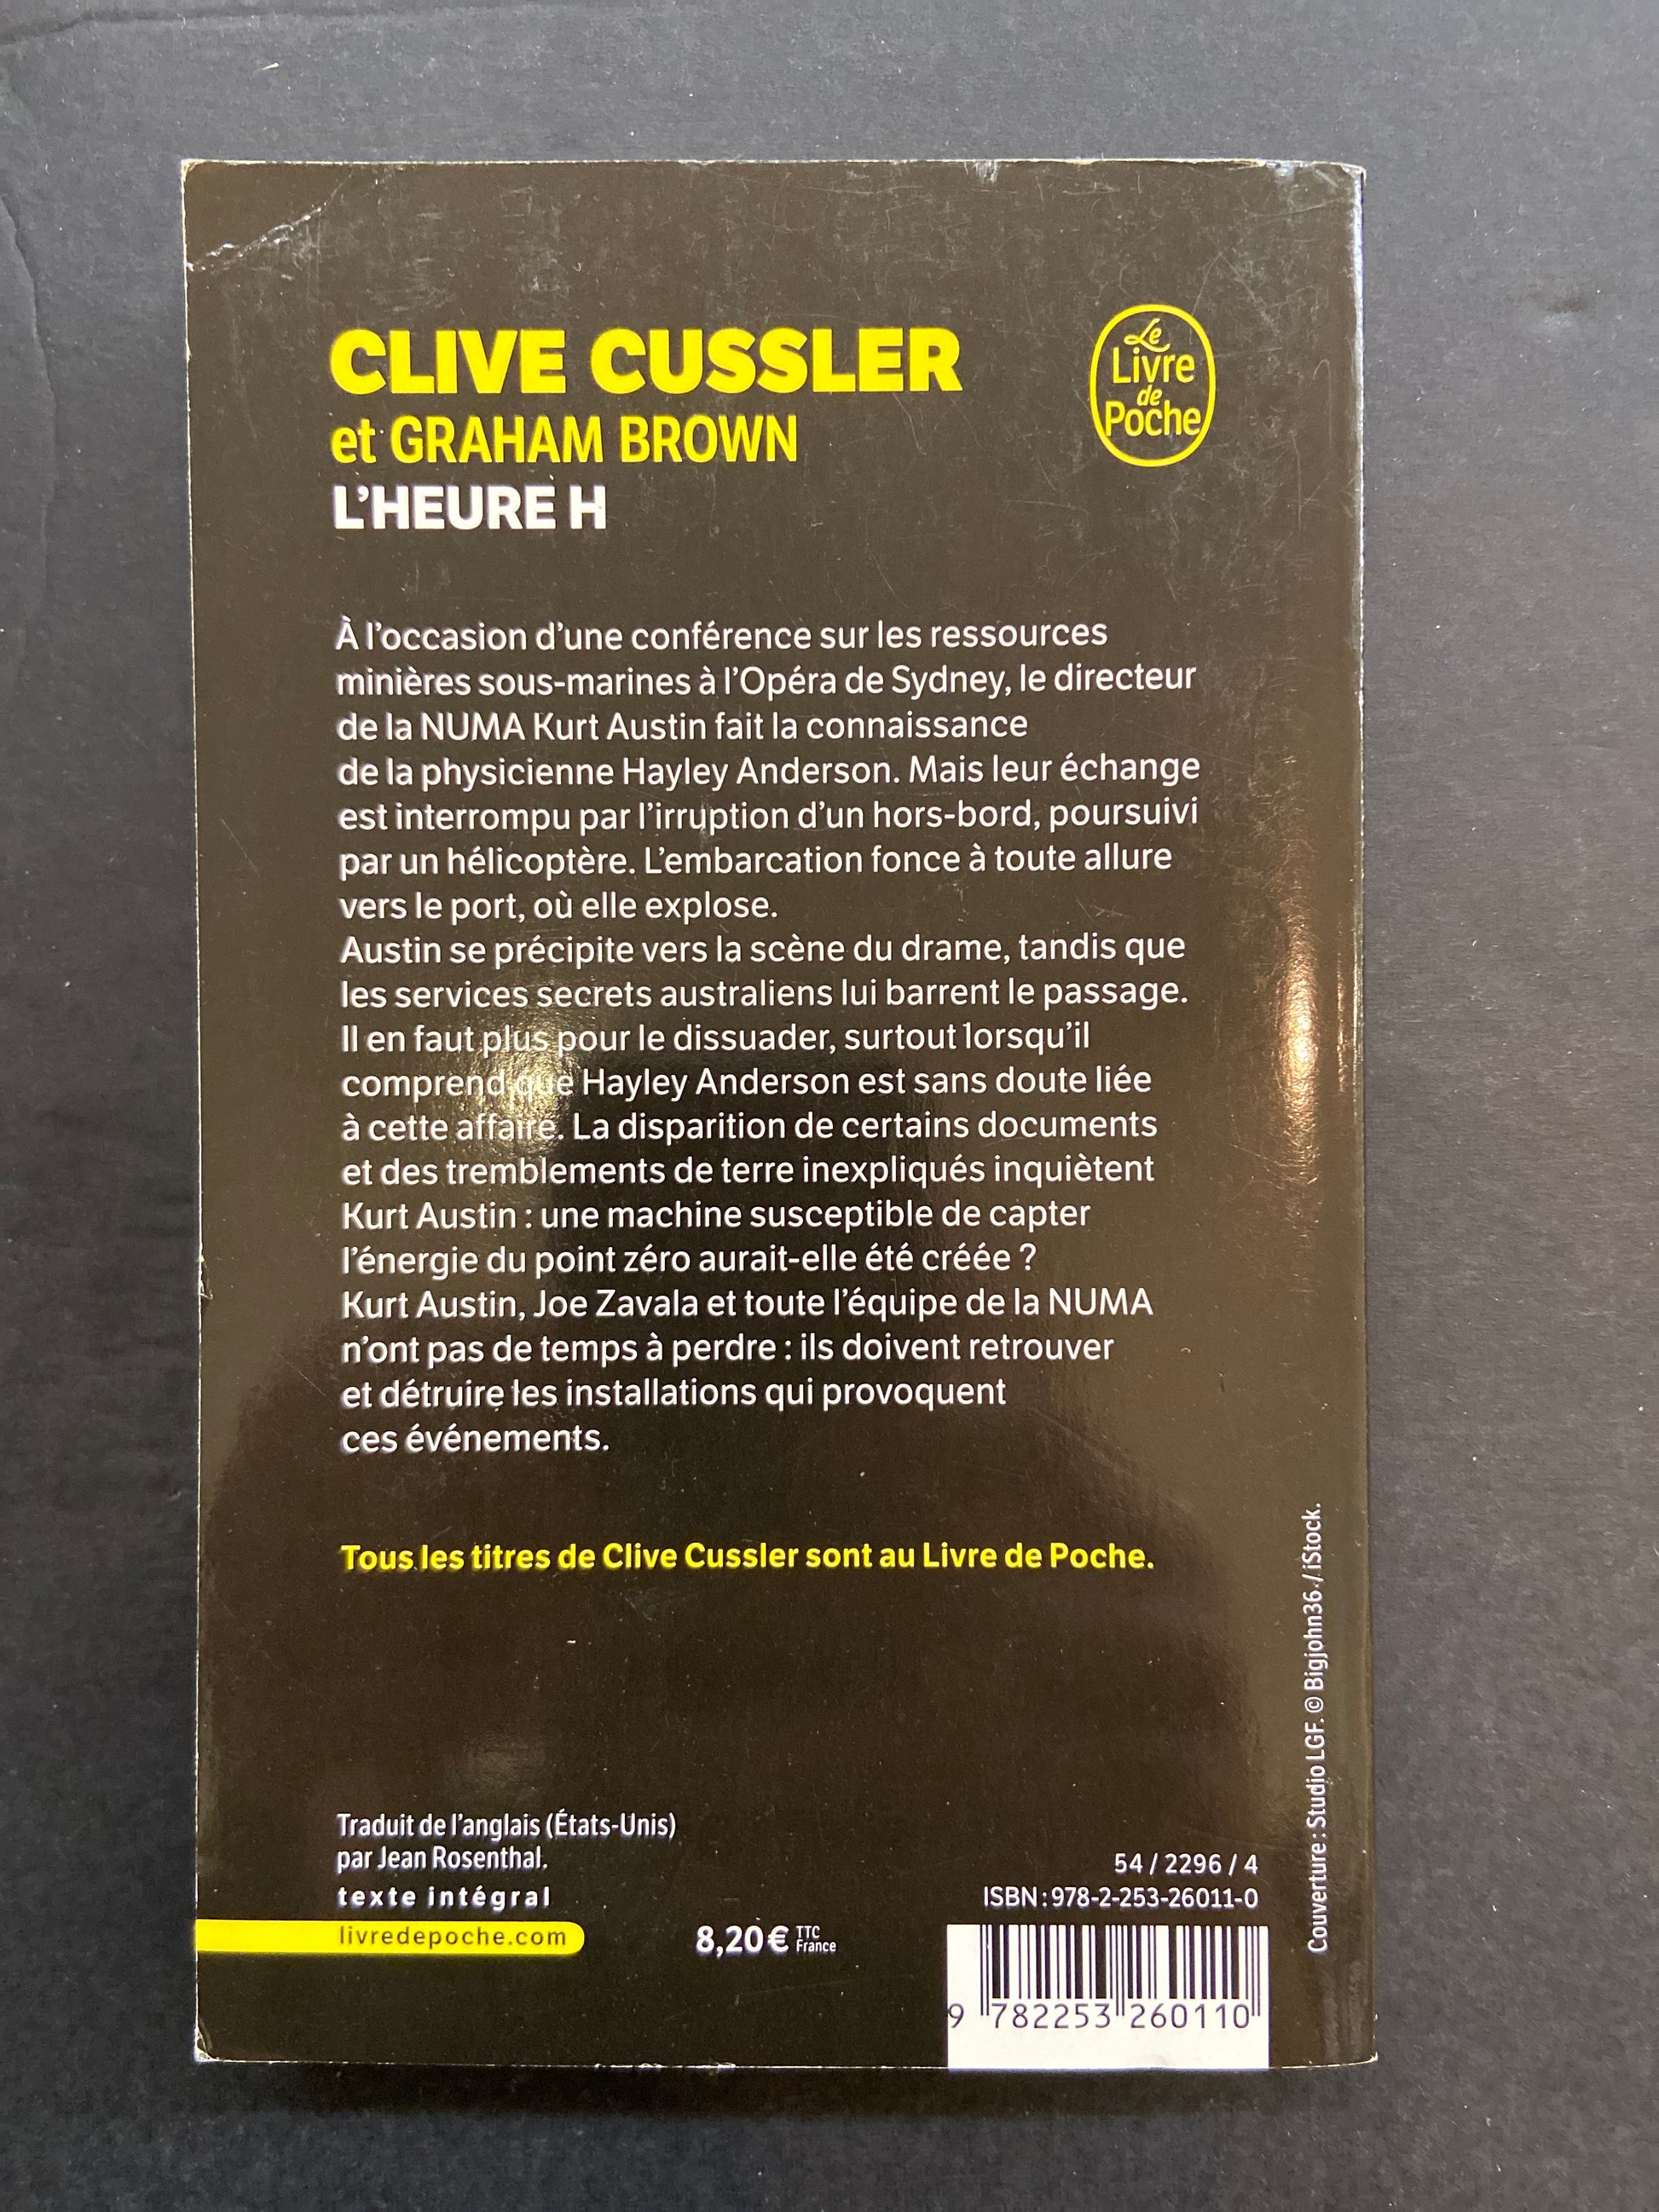 CLIVE CUSSLER
et GRAHAM BROWN
L'HEURE H
Le
Livre
de
Poche
À l'occasion d'une conférence sur les ressources
minières sous-marines à l'Opéra de Sydney, le directeur
de la NUMA Kurt Austin fait la connaissance
de la physicienne Hayley Anderson. Mais leur échange
est interrompu par l'irruption d'un hors-bord, poursuivi
par un hélicoptère. L'embarcation fonce à toute allure
vers le port, où elle explose.
Austin se précipite vers la scène du drame, tandis que
les services secrets australiens lui barrent le passage.
Il en faut plus pour le dissuader, surtout lorsqu'il
comprend que Hayley Anderson est sans doute liée
à cette affaire. La disparition de certains documents
et des tremblements de terre inexpliqués inquiètent
Kurt Austin : une machine susceptible de capter
l'énergie du point zéro aurait-elle été créée ?
Kurt Austin, Joe Zavala et toute l'équipe de la NUMA
n'ont pas de temps à perdre : ils doivent retrouver
et détruire les installations qui provoquent
ces événements.
Tous les titres de Clive Cussler sont au Livre de Poche.
Traduit de l'anglais (États-Unis)
par Jean Rosenthal.
texte intégral
livredepoche.com
8,20 € TTC
France
54 / 2296 / 4
ISBN : 978-2-253-26011-0
9 782253 260110
Couverture : Studio LGF. © Bigjohn36 / iStock.